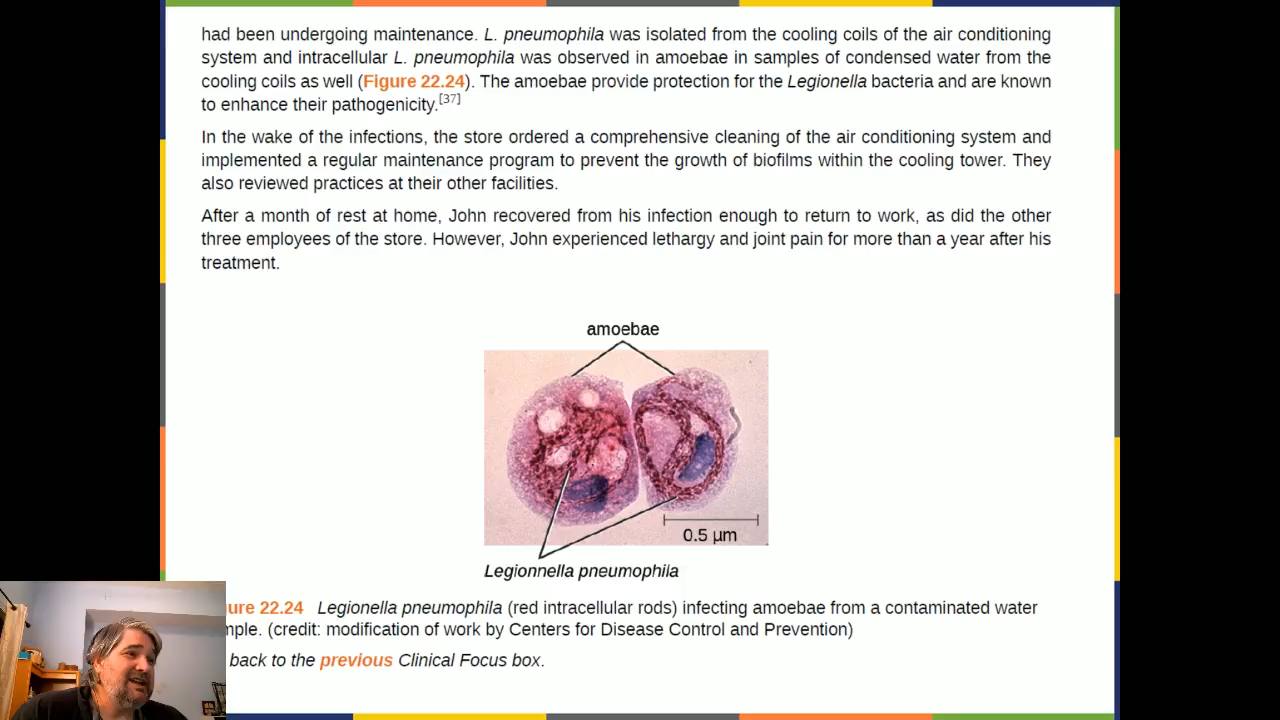 had been undergoing maintenance. L. pneumophila was isolated from the cooling coils of the air conditioning
system and intracellular L. pneumophila was observed in amoebae in samples of condensed water from the
cooling coils as well (Figure 22.24). The amoebae provide protection for the Legionella bacteria and are known
to enhance their pathogenicity.[37]
In the wake of the infections, the store ordered a comprehensive cleaning of the air conditioning system and
implemented a regular maintenance program to prevent the growth of biofilms within the cooling tower. They
also reviewed practices at their other facilities.
After a month of rest at home, John recovered from his infection enough to return to work, as did the other
three employees of the store. However, John experienced lethargy and joint pain for more than a year after his
treatment.
amoebae
0.5 µm
Legionnella pneumophila
ure 22.24 Legionella pneumophila (red intracellular rods) infecting amoebae from a contaminated water
mple. (credit: modification of work by Centers for Disease Control and Prevention)
back to the previous Clinical Focus box.